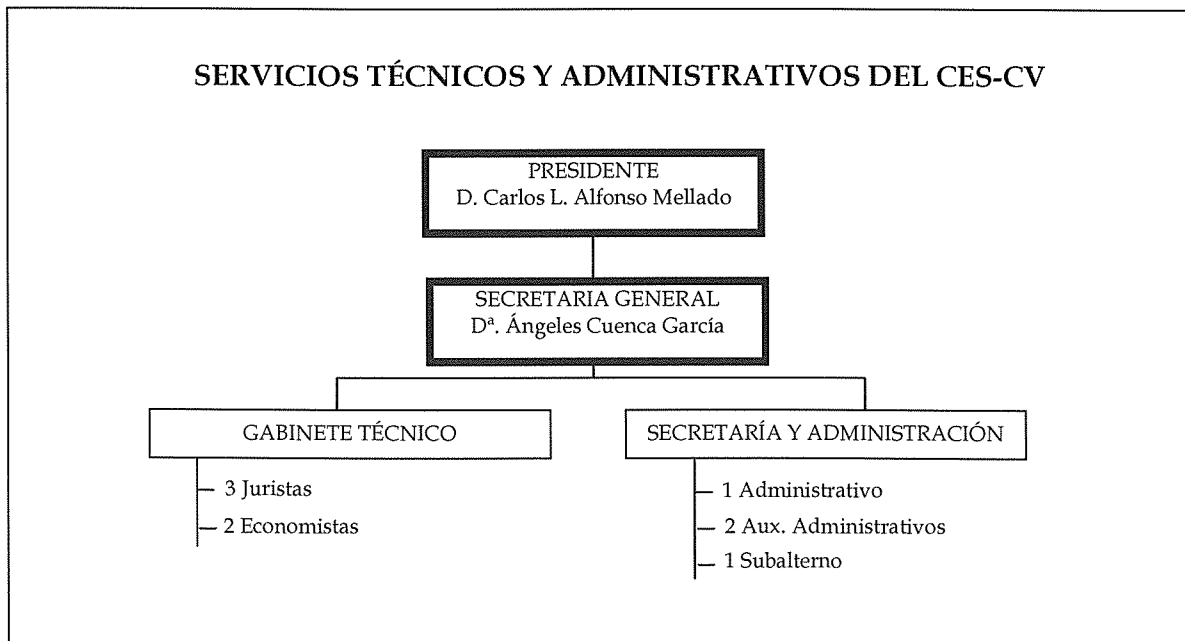 SERVICIOS TÉCNICOS Y ADMINISTRATIVOS DEL CES-CV
PRESIDENTE
D. Carlos L. Alfonso Mellado
SECRETARIA GENERAL
Dª. Ángeles Cuenca García
GABINETE TÉCNICO
3 Juristas
2 Economistas
SECRETARÍA Y ADMINISTRACIÓN
1 Administrativo
2 Aux. Administrativos
1 Subalterno